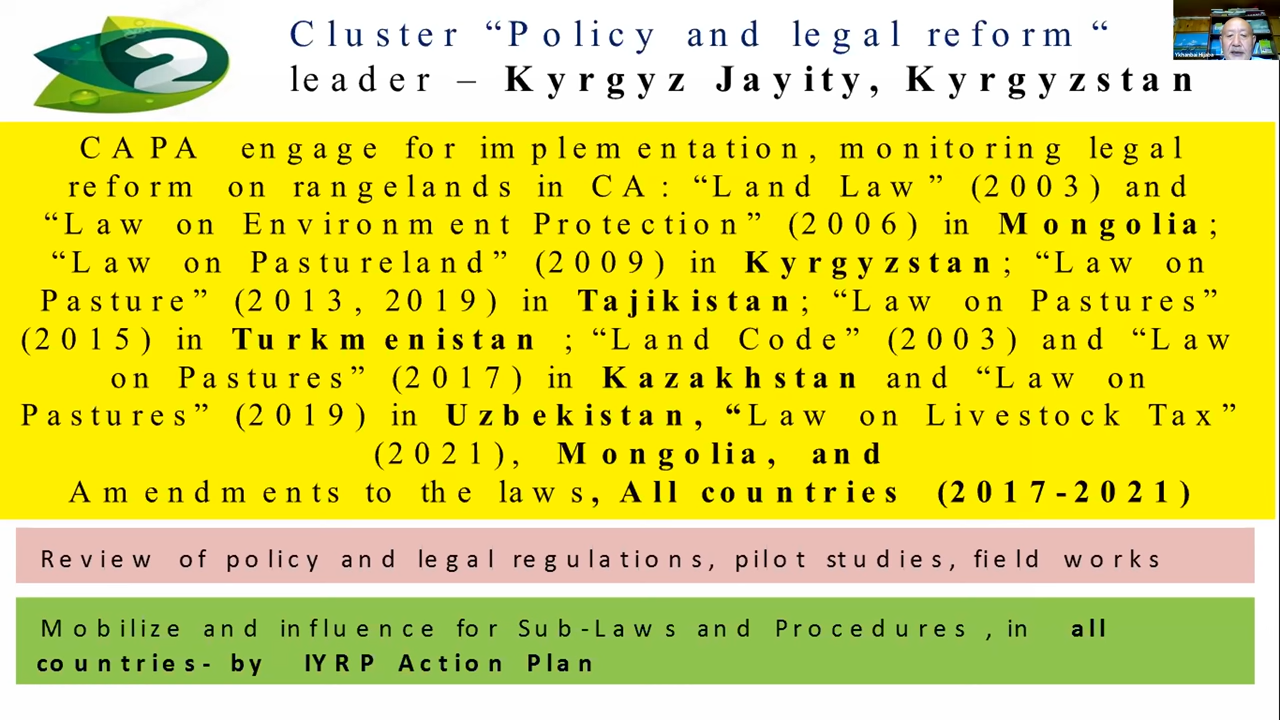 2
Cluster “Policy and legal reform“
leader – Kyrgyz Jayity, Kyrgyzstan
CAPA engage for implementation, monitoring legal
reform on rangelands in CA: “Land Law” (2003) and
“Law on Environment Protection” (2006) in Mongolia;
“Law on Pastureland” (2009) in Kyrgyzstan; “Law on
Pasture” (2013, 2019) in Tajikistan; “Law on Pastures”
(2015) in Turkmenistan ; “Land Code” (2003) and “Law
on Pastures” (2017) in Kazakhstan and “Law on
Pastures” (2019) in Uzbekistan, “Law on Livestock Tax”
(2021), Mongolia, and
Amendments to the laws, All countries (2017-2021)
Review of policy and legal regulations, pilot studies, field works
Mobilize and influence for Sub-Laws and Procedures , in all
countries- by IYRP Action Plan